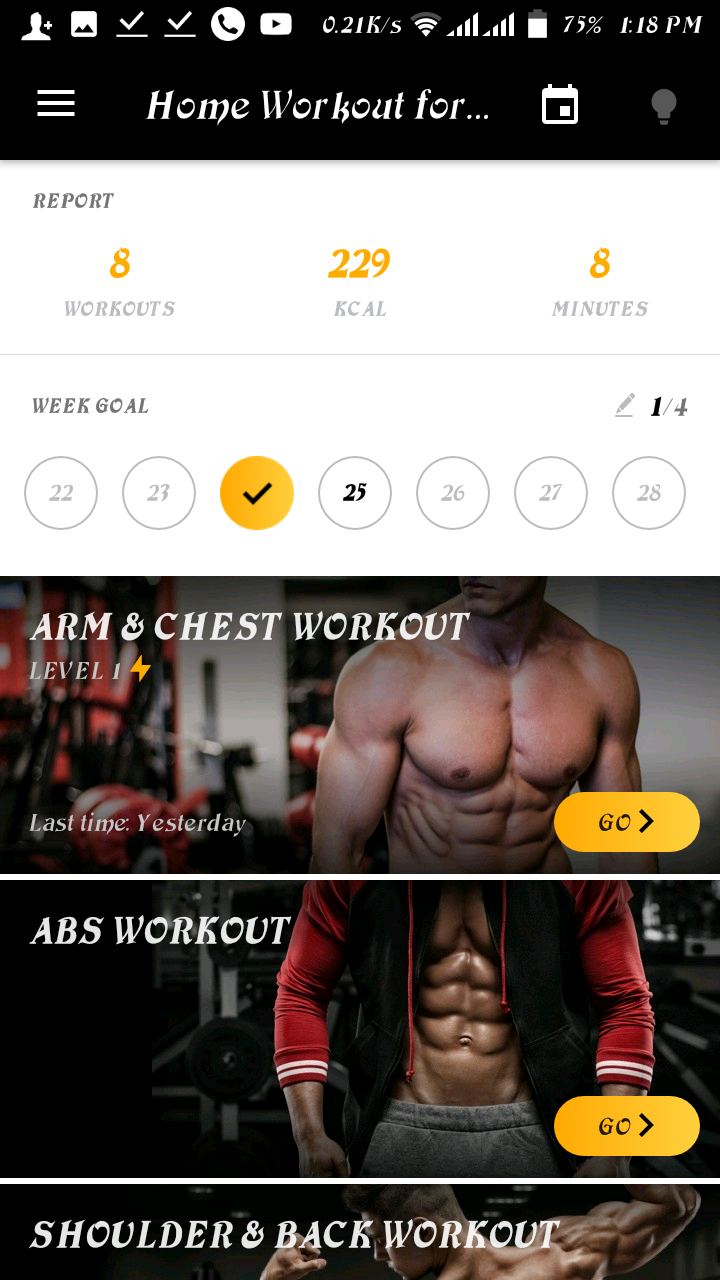 0.21K/s 75% 1:18 PM
Home Workout for...
REPORT
8 229 8
WORKOUTS KCAL MINUTES
WEEK GOAL 1/4
22 23 25 26 27 28
ARM & CHEST WORKOUT
LEVEL 1
Last time: Yesterday GO
ABS WORKOUT
GO
SHOULDER & BACK WORKOUT